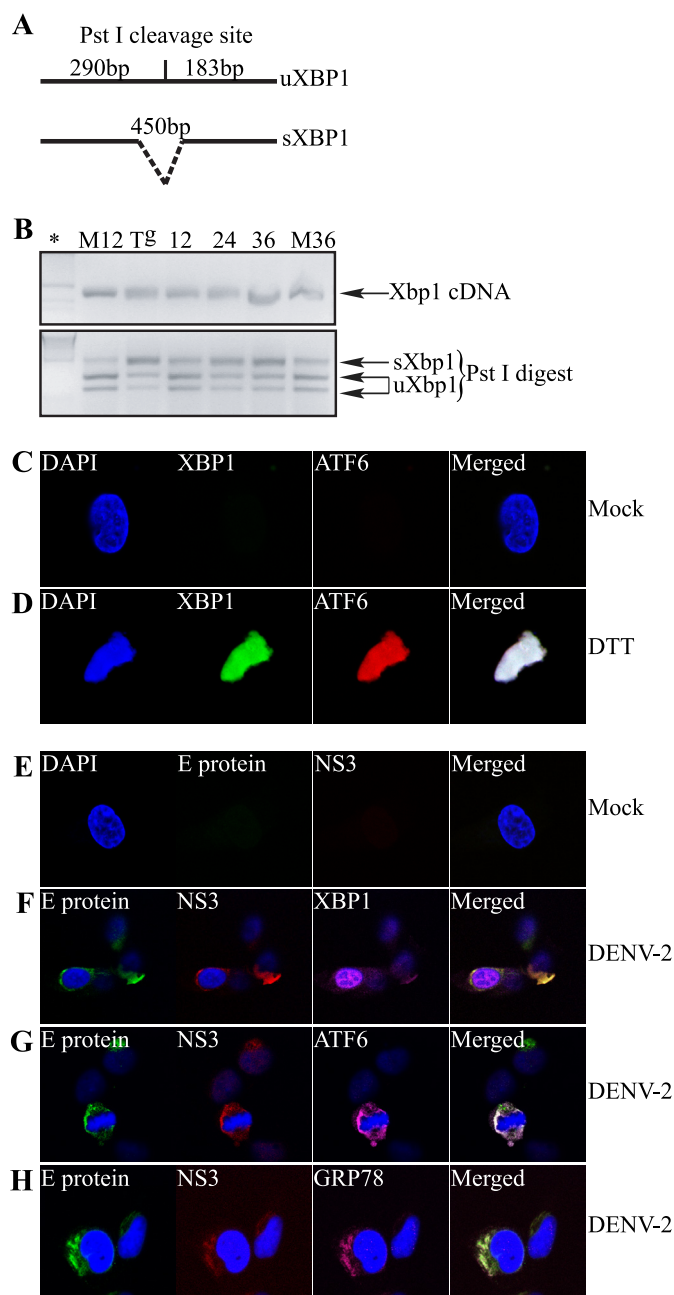 A
Pst I cleavage site
290bp 183bp
uXBP1
450bp
sXBP1
B
* M12 Tg 12 24 36 M36
Xbp1 cDNA
sXbp1
uXbp1
Pst I digest
C DAPI XBP1 ATF6 Merged
Mock
D DAPI XBP1 ATF6 Merged
DTT
E DAPI E protein NS3 Merged
Mock
F E protein NS3 XBP1 Merged
DENV-2
G E protein NS3 ATF6 Merged
DENV-2
H E protein NS3 GRP78 Merged
DENV-2